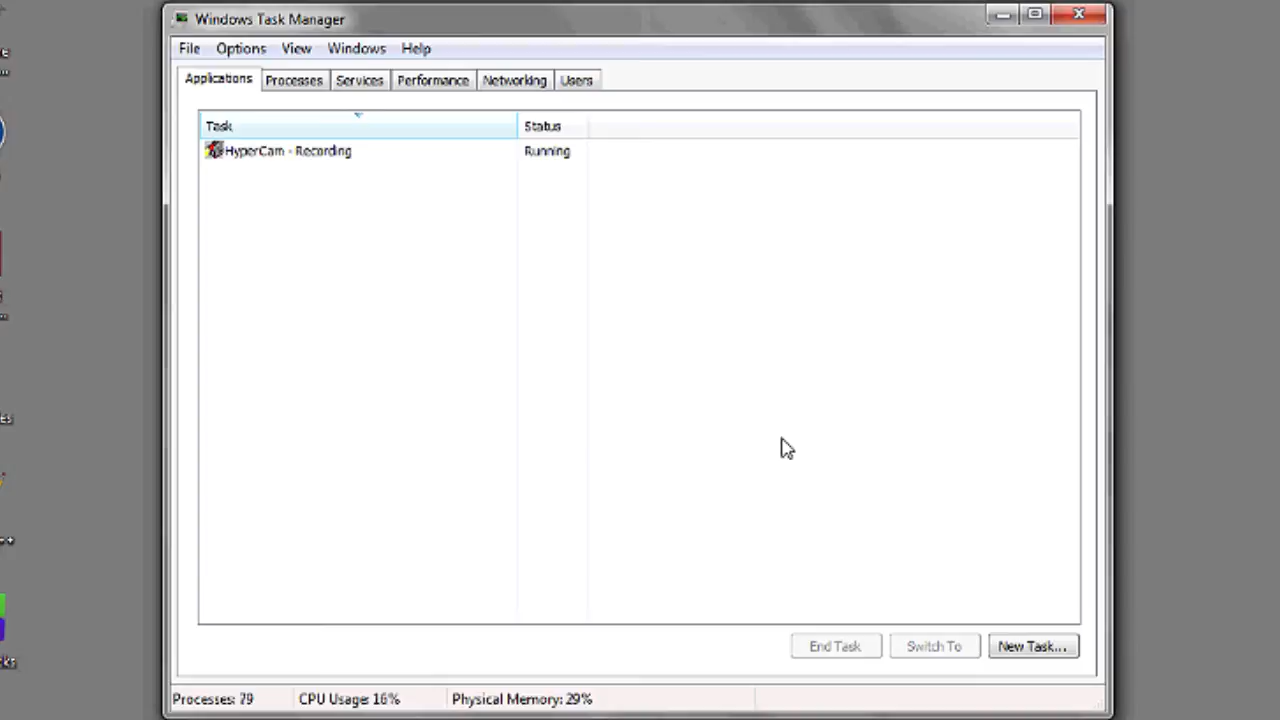 Windows Task Manager
File Options View Windows Help
Applications Processes Services Performance Networking Users
Task Status
HyperCam - Recording Running
End Task Switch To New Task...
Processes: 79 CPU Usage: 16% Physical Memory: 29%